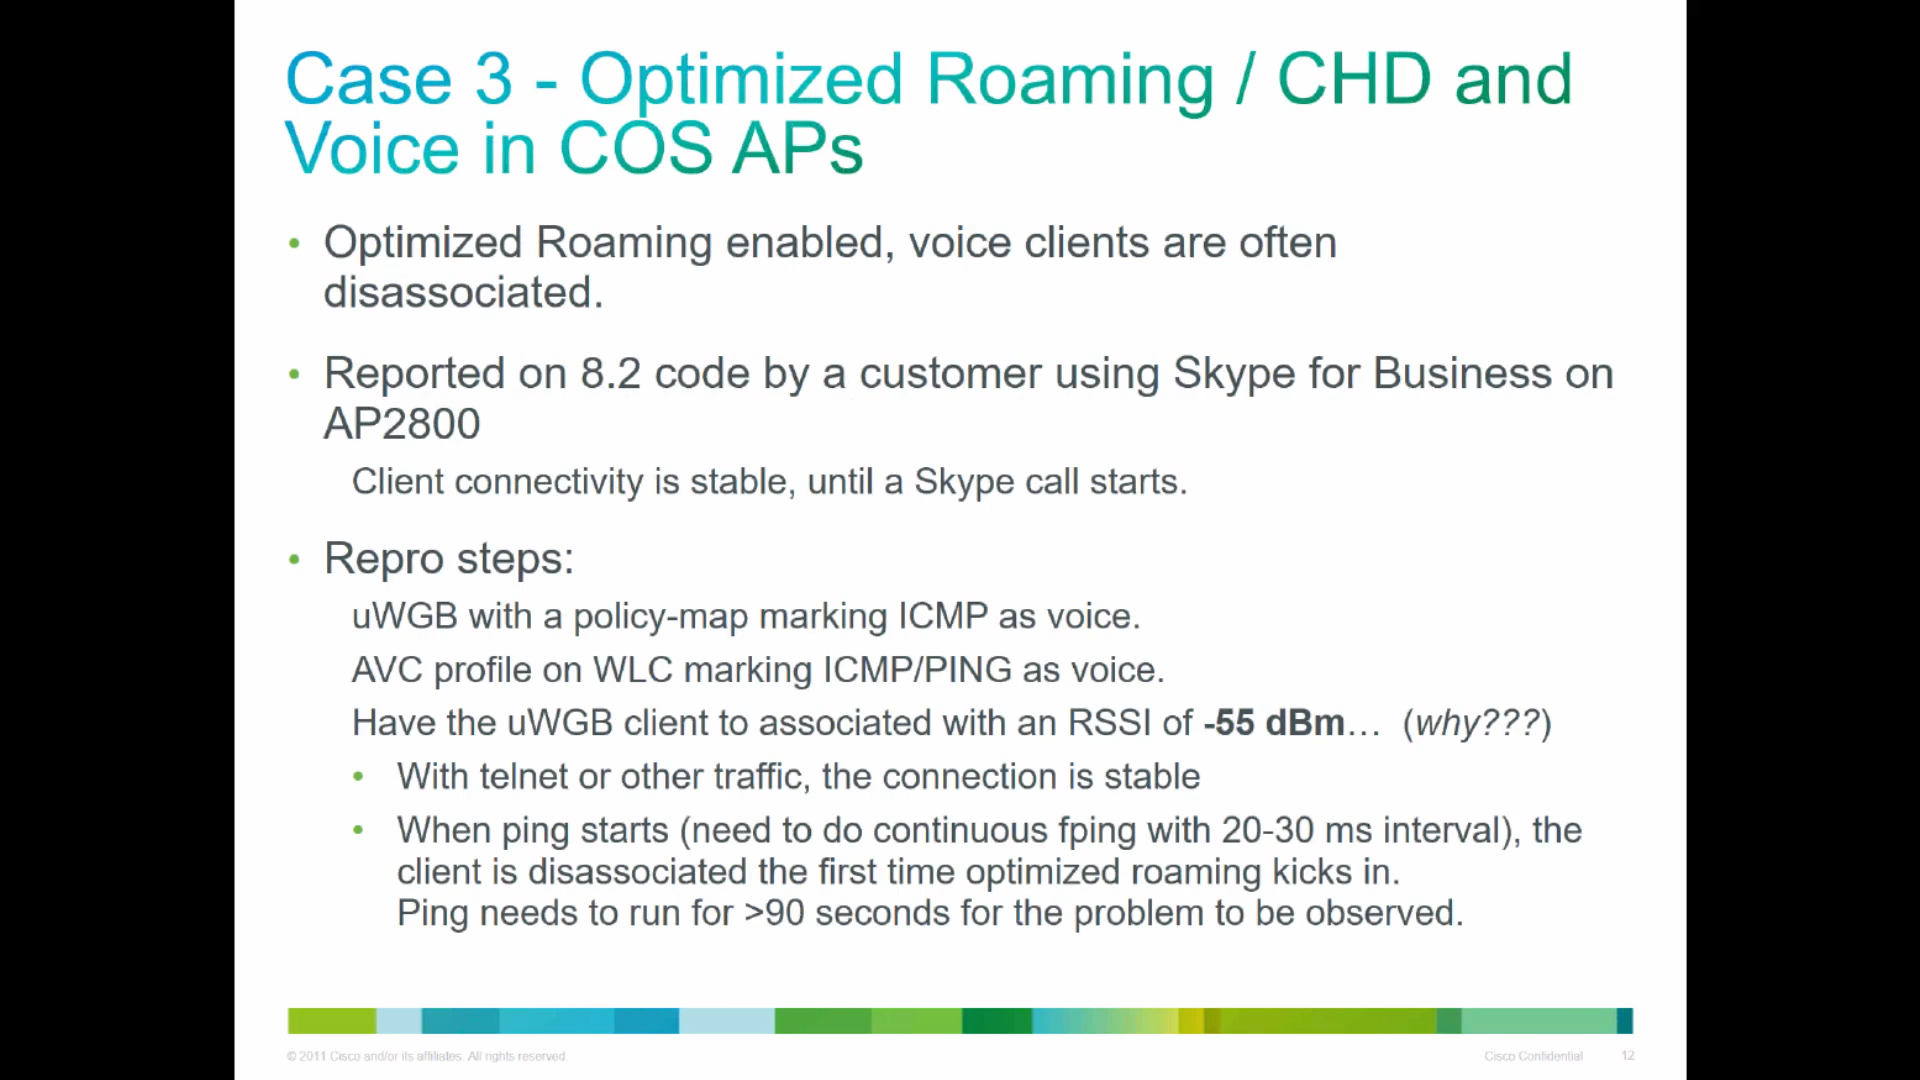 Case 3 - Optimized Roaming / CHD and
Voice in COS APs
• Optimized Roaming enabled, voice clients are often
disassociated.
• Reported on 8.2 code by a customer using Skype for Business on
AP2800
Client connectivity is stable, until a Skype call starts.
• Repro steps:
uWGB with a policy-map marking ICMP as voice.
AVC profile on WLC marking ICMP/PING as voice.
Have the uWGB client to associated with an RSSI of -55 dBm… (why???)
• With telnet or other traffic, the connection is stable
• When ping starts (need to do continuous fping with 20-30 ms interval), the
client is disassociated the first time optimized roaming kicks in.
Ping needs to run for >90 seconds for the problem to be observed.
© 2011 Cisco and/or its affiliates. All rights reserved.
Cisco Confidential 12